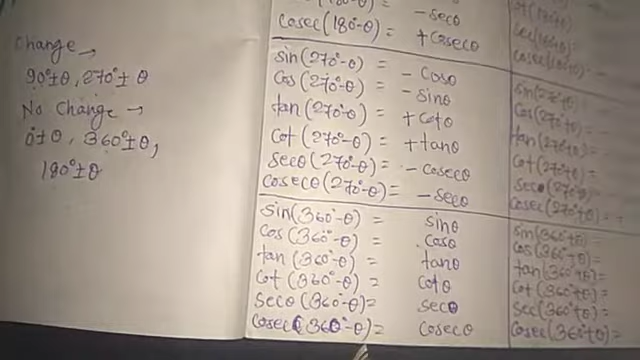 Change →
90°±θ, 270°± θ
No Change →
0±θ, 360°±θ,
180°±θ
- secθ
cosec(180°-θ) = + cosecθ
sin(270°-θ) = - cosθ
cos(270°-θ) = - sinθ
tan(270°-θ) = + cotθ
cot(270°-θ) = + tanθ
secθ(270°-θ) = - cosecθ
cosecθ(270°-θ) = - secθ
sin(360°-θ) = sinθ
cos(360°-θ) = cosθ
tan(360°-θ) = tanθ
cot(360°-θ) = cotθ
secθ(360°-θ) = secθ
cosec(360°-θ) = cosecθ
sin(270°+θ) =
cos(270°+θ) =
tan(270°+θ) =
cot(270°+θ) =
cosec(270°+θ) =
sin(360°+θ) =
cos(360°+θ) =
tan(360°+θ) =
cot(360°+θ) =
sec(360°+θ) =
cosec(360°+θ) =